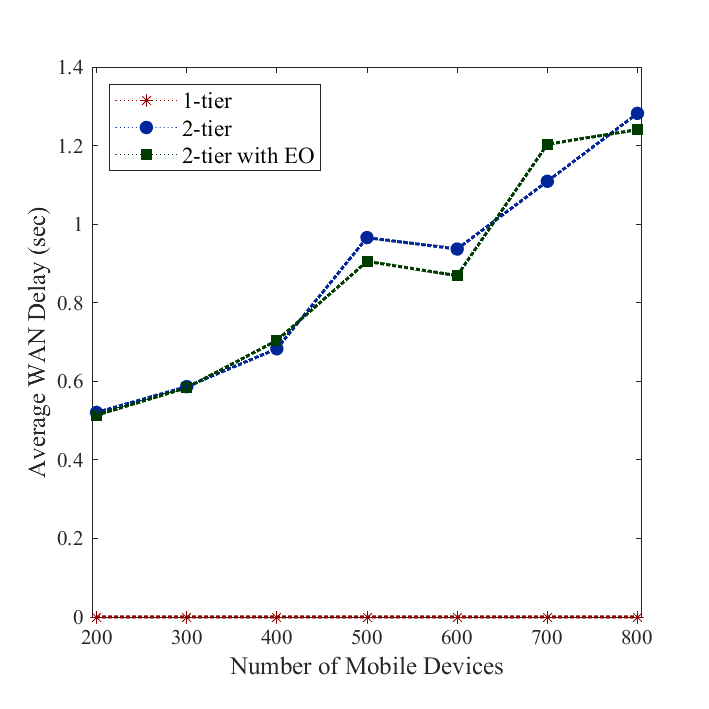 1.4
1.2
1
0.8
0.6
0.4
0.2
0
200 300 400 500 600 700 800
Number of Mobile Devices
Average WAN Delay (sec)
1-tier
2-tier
2-tier with EO